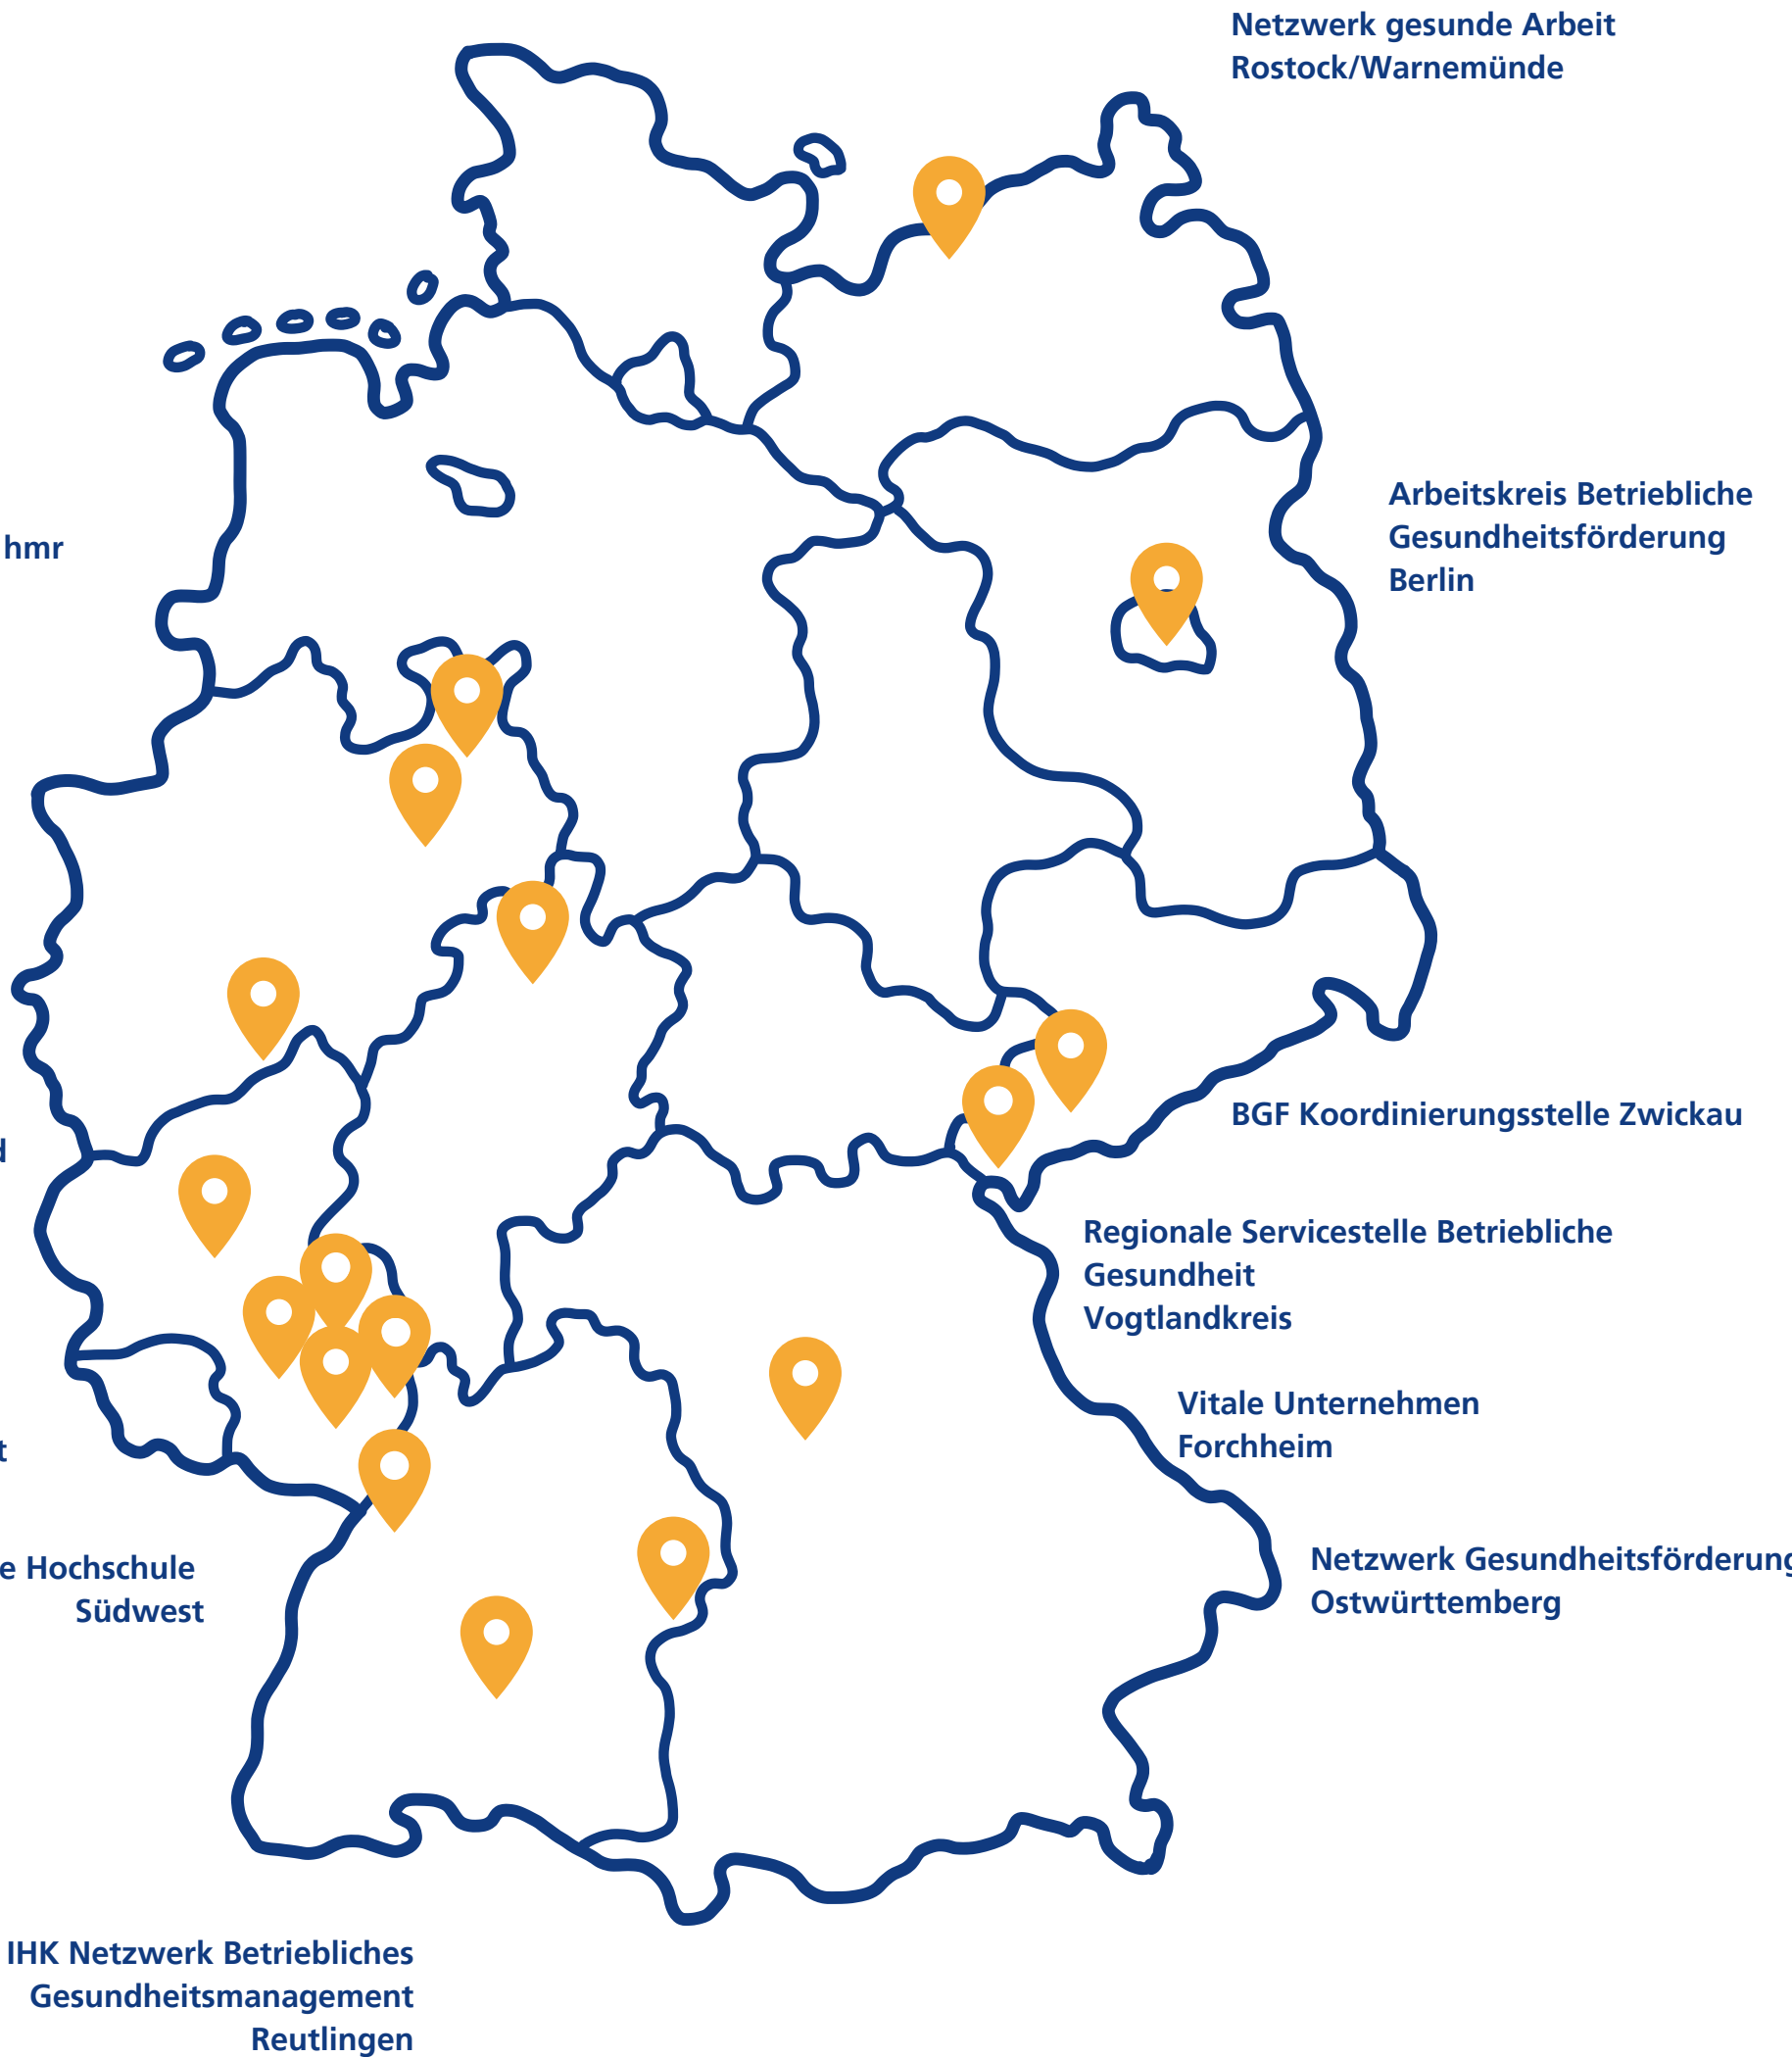 Netzwerk gesunde Arbeit
Rostock/Warnemünde
Arbeitskreis Betriebliche
Gesundheitsförderung
Berlin
hmr
BGF Koordinierungsstelle Zwickau
d
Regionale Servicestelle Betriebliche
Gesundheit
Vogtlandkreis
Vitale Unternehmen
Forchheim
t
e Hochschule
Südwest
Netzwerk Gesundheitsförderung
Ostwürttemberg
IHK Netzwerk Betriebliches
Gesundheitsmanagement
Reutlingen